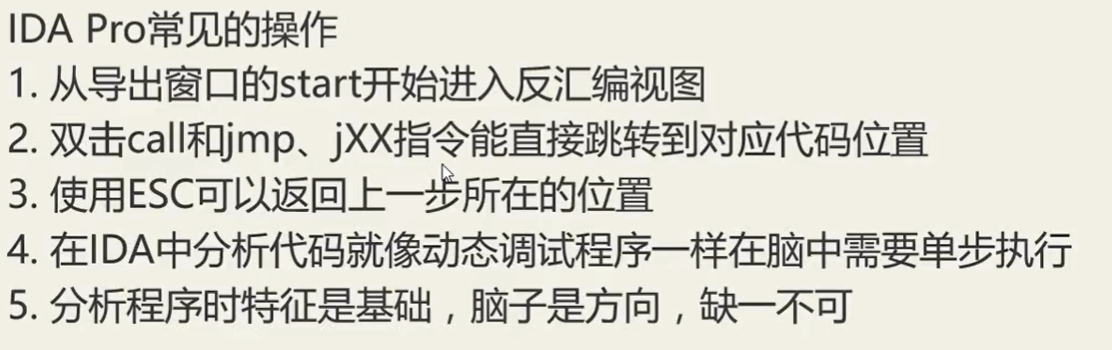 IDA Pro常见的操作
1. 从导出窗口的start开始进入反汇编视图
2. 双击call和jmp、jXX指令能直接跳转到对应代码位置
3. 使用ESC可以返回上一步所在的位置
4. 在IDA中分析代码就像动态调试程序一样在脑中需要单步执行
5. 分析程序时特征是基础，脑子是方向，缺一不可